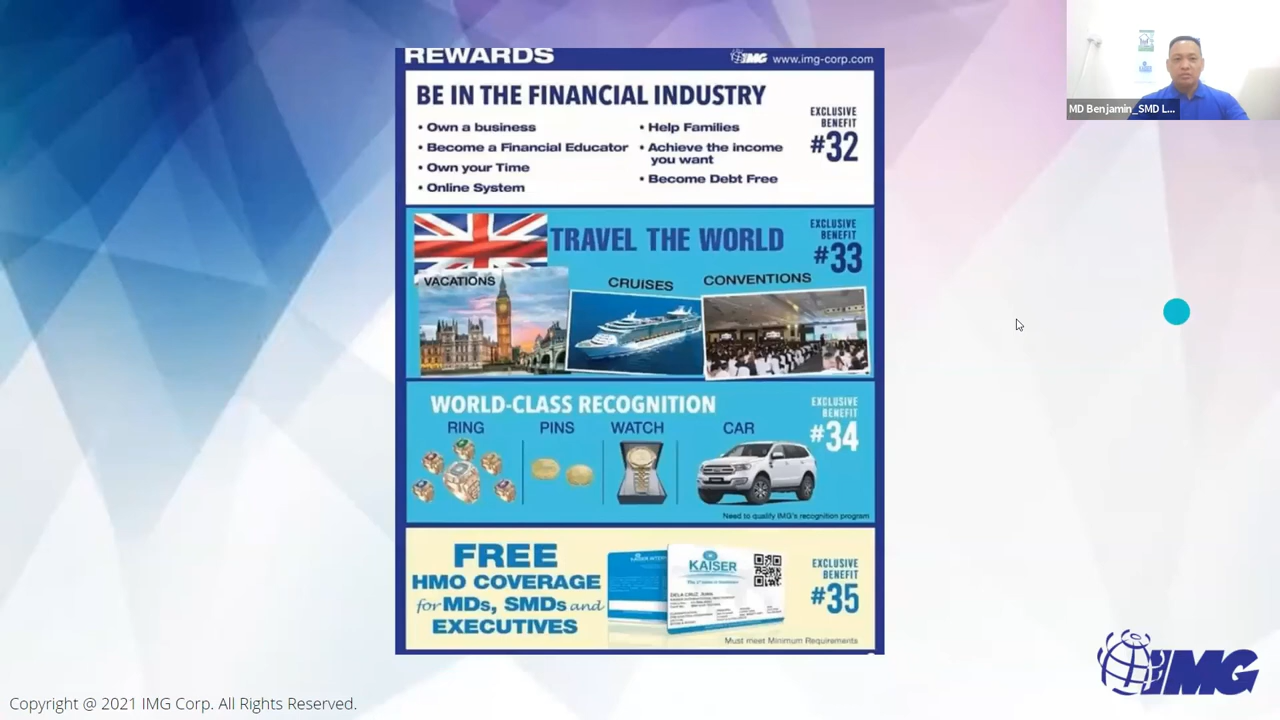 REWARDS
IMG www.img-corp.com
BE IN THE FINANCIAL INDUSTRY
• Own a business
• Become a Financial Educator
• Own your Time
• Online System
• Help Families
• Achieve the income
you want
• Become Debt Free
EXCLUSIVE
BENEFIT
#32
TRAVEL THE WORLD
EXCLUSIVE
BENEFIT
#33
VACATIONS
CRUISES
CONVENTIONS
WORLD-CLASS RECOGNITION
EXCLUSIVE
BENEFIT
#34
RING
PINS
WATCH
CAR
Need to qualify IMG's recognition program
FREE
HMO COVERAGE
for MDs, SMDs and
EXECUTIVES
KAISER
DELA CRUZ, JUAN
EXCLUSIVE
BENEFIT
#35
Must meet Minimum Requirements
MD Benjamin_SMD L...
IMG
Copyright @ 2021 IMG Corp. All Rights Reserved.